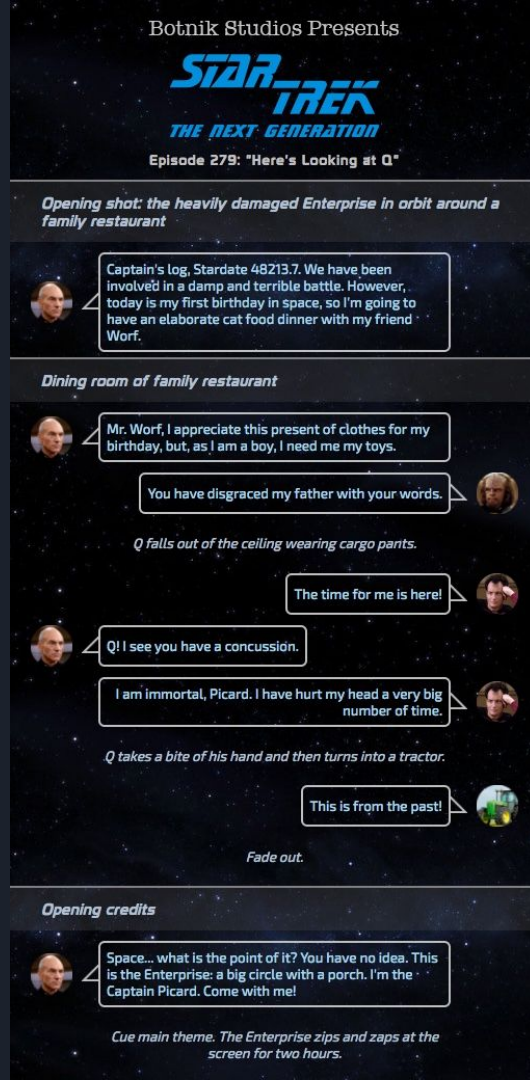 Botnik Studios Presents
STAR
TREK
THE NEXT GENERATION
Episode 279: "Here's Looking at Q"
Opening shot: the heavily damaged Enterprise in orbit around a
family restaurant
Captain's log, Stardate 48213.7. We have been
involved in a damp and terrible battle. However,
today is my first birthday in space, so I'm going to
have an elaborate cat food dinner with my friend
Worf.
Dining room of family restaurant
Mr. Worf, I appreciate this present of clothes for my
birthday, but, as I am a boy, I need me my toys.
You have disgraced my father with your words.
Q falls out of the ceiling wearing cargo pants.
The time for me is here!
Q! I see you have a concussion.
I am immortal, Picard. I have hurt my head a very big
number of time.
Q takes a bite of his hand and then turns into a tractor.
This is from the past!
Fade out.
Opening credits
Space... what is the point of it? You have no idea. This
is the Enterprise: a big circle with a porch. I'm the
Captain Picard. Come with me!
Cue main theme. The Enterprise zips and zaps at the
screen for two hours.